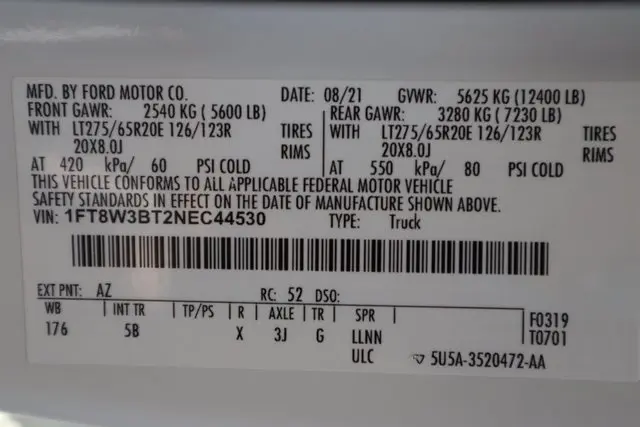 MFD. BY FORD MOTOR CO. DATE: 08/21 GVWR: 5625 KG (12400 LB)
FRONT GAWR: 2540 KG ( 5600 LB) REAR GAWR: 3280 KG ( 7230 LB)
WITH LT275/65R20E 126/123R TIRES WITH LT275/65R20E 126/123R TIRES
20X8.0J RIMS 20X8.0J RIMS
AT 420 kPa/ 60 PSI COLD AT 550 kPa/ 80 PSI COLD
THIS VEHICLE CONFORMS TO ALL APPLICABLE FEDERAL MOTOR VEHICLE
SAFETY STANDARDS IN EFFECT ON THE DATE OF MANUFACTURE SHOWN ABOVE.
VIN: 1FT8W3BT2NEC44530 TYPE: Truck
EXT PNT: AZ RC: 52 DSO:
WB INT TR TP/PS R AXLE TR SPR F0319
176 5B X 3J G LLNN T0701
ULC 5U5A-3520472-AA